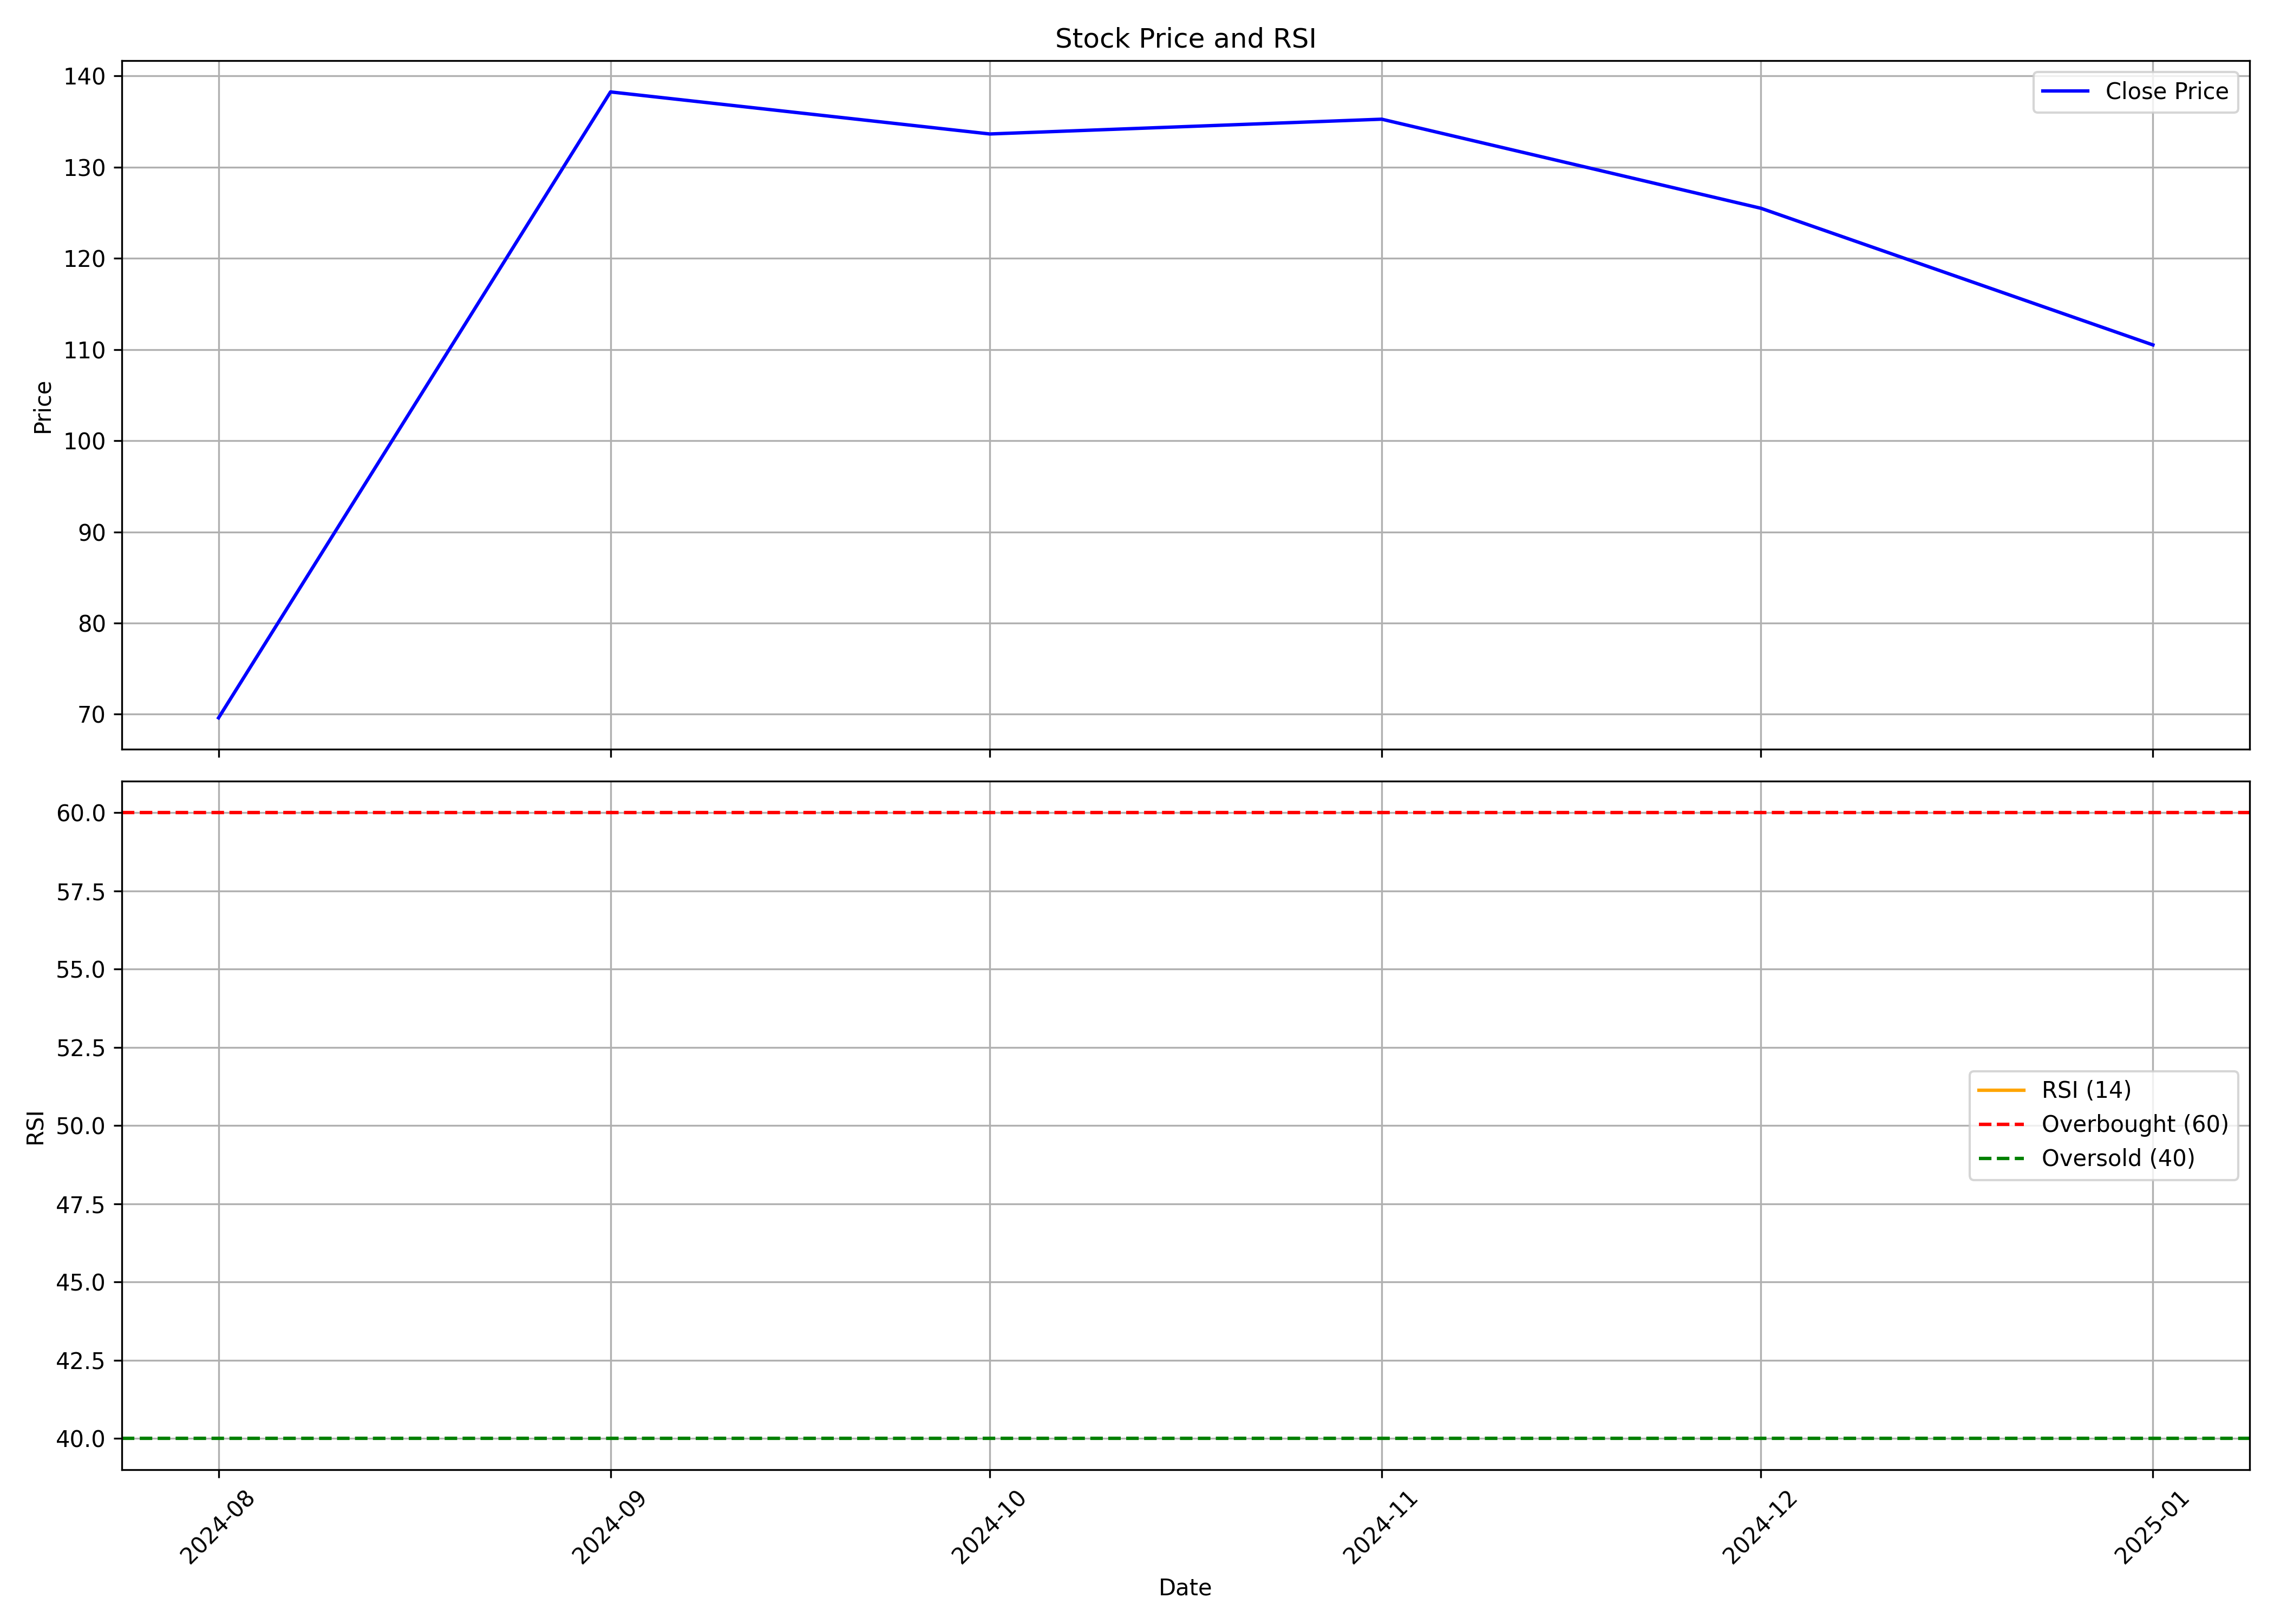 Stock Price and RSI
140
130
120
110
100
90
80
70
Price
Close Price
60.0
57.5
55.0
52.5
50.0
47.5
45.0
42.5
40.0
RSI
RSI (14)
Overbought (60)
Oversold (40)
2024-08
2024-09
2024-10
2024-11
2024-12
2025-01
Date